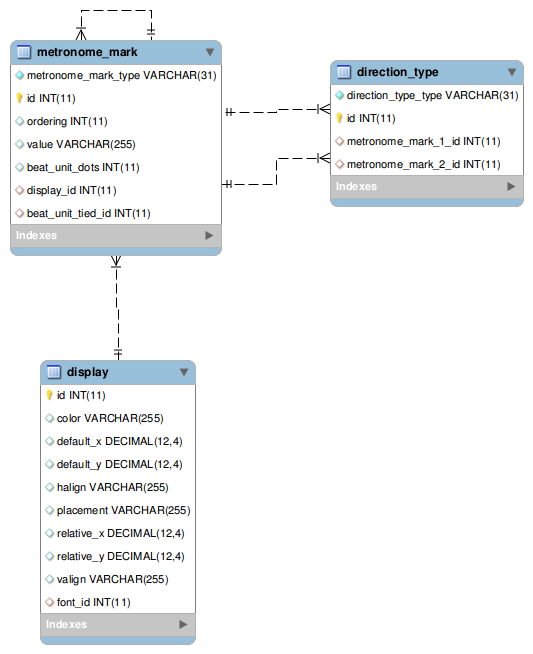 metronome_mark
metronome_mark_type VARCHAR(31)
id INT(11)
ordering INT(11)
value VARCHAR(255)
beat_unit_dots INT(11)
display_id INT(11)
beat_unit_tied_id INT(11)
Indexes
direction_type
direction_type_type VARCHAR(31)
id INT(11)
metronome_mark_1_id INT(11)
metronome_mark_2_id INT(11)
Indexes
display
id INT(11)
color VARCHAR(255)
default_x DECIMAL(12,4)
default_y DECIMAL(12,4)
halign VARCHAR(255)
placement VARCHAR(255)
relative_x DECIMAL(12,4)
relative_y DECIMAL(12,4)
valign VARCHAR(255)
font_id INT(11)
Indexes